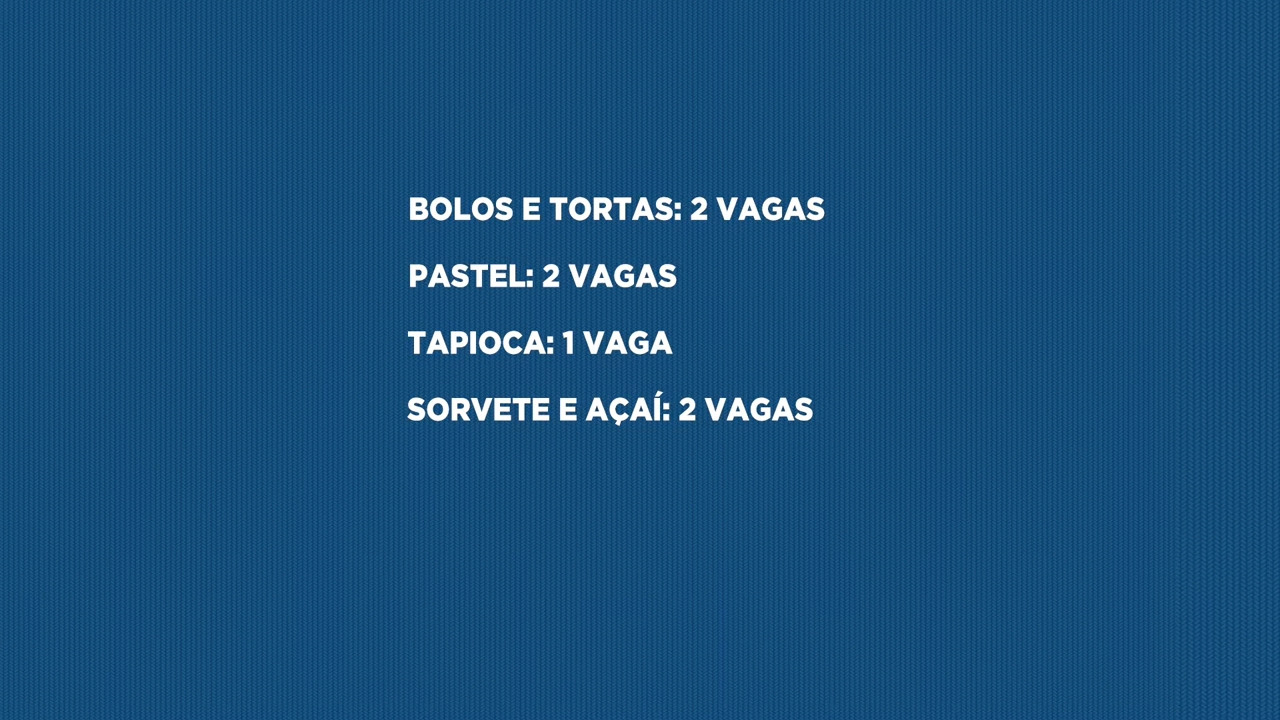 BOLOS E TORTAS: 2 VAGAS
PASTEL: 2 VAGAS
TAPIOCA: 1 VAGA
SORVETE E AÇAÍ: 2 VAGAS